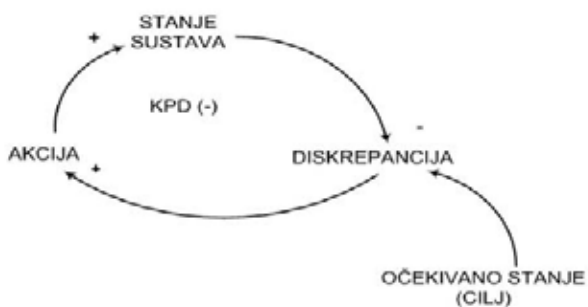 STANJE
SUSTAVA
+
KPD (-)
-
AKCIJA
+
DISKREPANCIJA
OČEKIVANO STANJE
(CILJ)